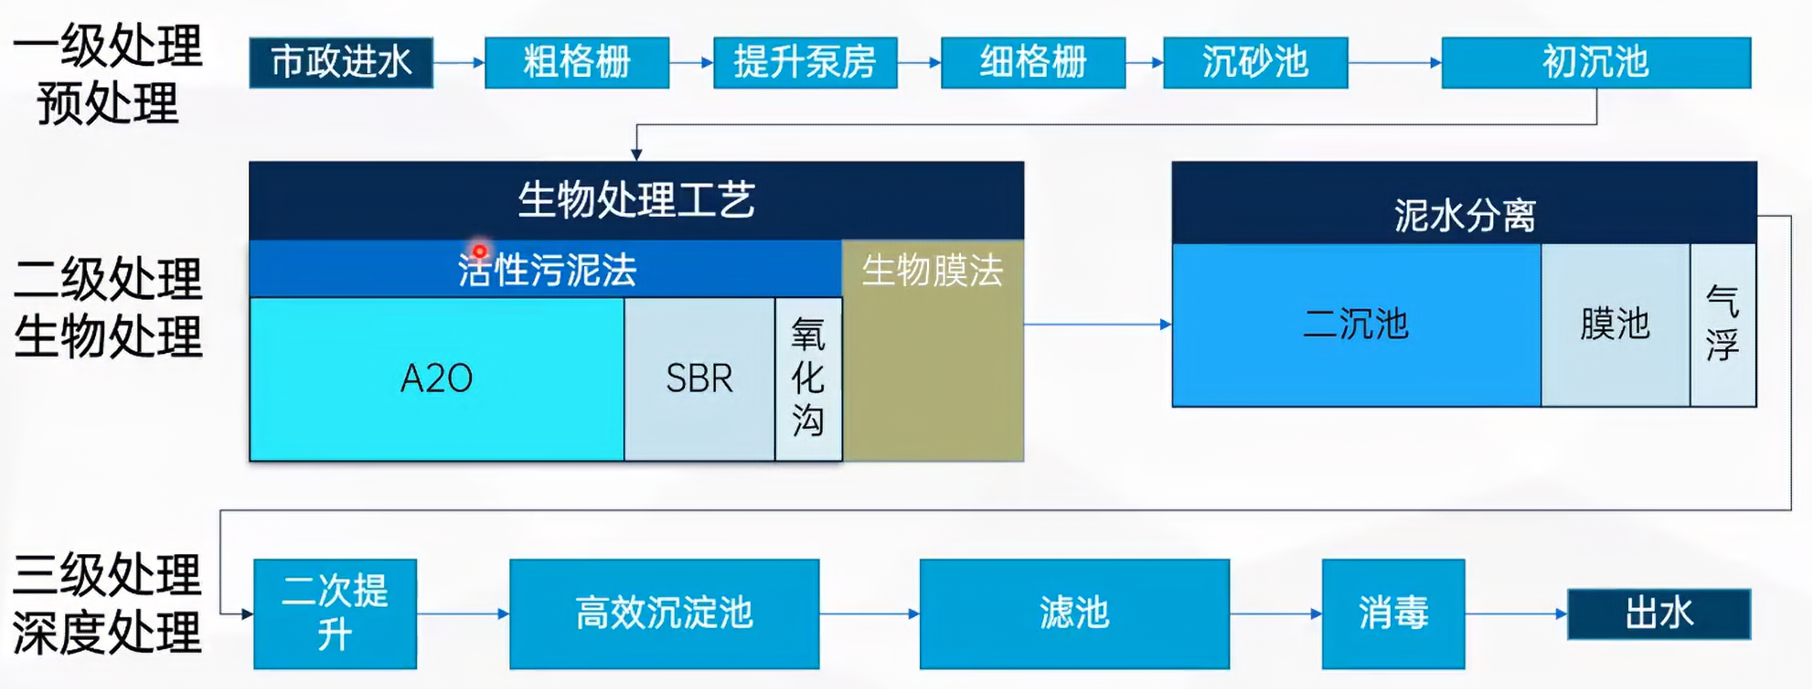 一级处理
预处理
市政进水
粗格栅
提升泵房
细格栅
沉砂池
初沉池
二级处理
生物处理
生物处理工艺
活性污泥法
生物膜法
A2O
SBR
氧
化
沟
泥水分离
二沉池
膜池
气
浮
三级处理
深度处理
二次提
升
高效沉淀池
滤池
消毒
出水